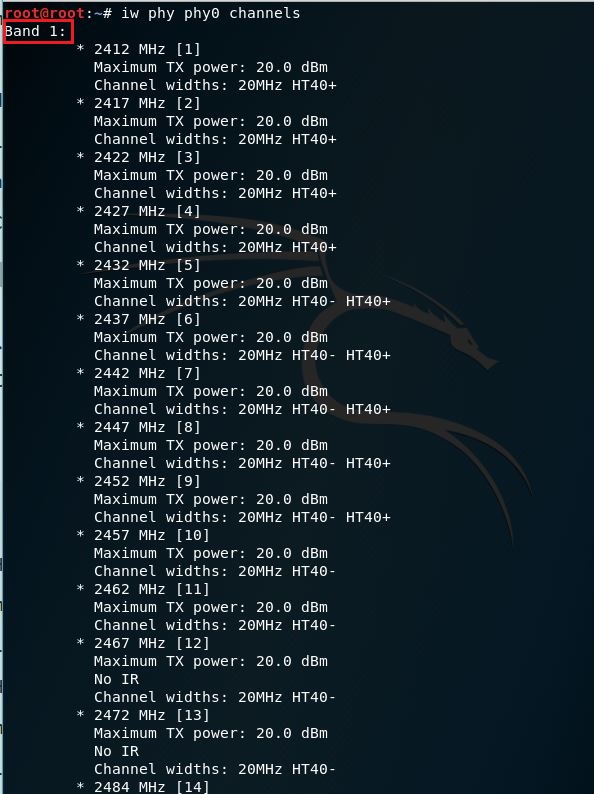 root@root:~# iw phy phy0 channels
Band 1:
* 2412 MHz [1]
Maximum TX power: 20.0 dBm
Channel widths: 20MHz HT40+
* 2417 MHz [2]
Maximum TX power: 20.0 dBm
Channel widths: 20MHz HT40+
* 2422 MHz [3]
Maximum TX power: 20.0 dBm
Channel widths: 20MHz HT40+
* 2427 MHz [4]
Maximum TX power: 20.0 dBm
Channel widths: 20MHz HT40+
* 2432 MHz [5]
Maximum TX power: 20.0 dBm
Channel widths: 20MHz HT40- HT40+
* 2437 MHz [6]
Maximum TX power: 20.0 dBm
Channel widths: 20MHz HT40- HT40+
* 2442 MHz [7]
Maximum TX power: 20.0 dBm
Channel widths: 20MHz HT40- HT40+
* 2447 MHz [8]
Maximum TX power: 20.0 dBm
Channel widths: 20MHz HT40- HT40+
* 2452 MHz [9]
Maximum TX power: 20.0 dBm
Channel widths: 20MHz HT40- HT40+
* 2457 MHz [10]
Maximum TX power: 20.0 dBm
Channel widths: 20MHz HT40-
* 2462 MHz [11]
Maximum TX power: 20.0 dBm
Channel widths: 20MHz HT40-
* 2467 MHz [12]
Maximum TX power: 20.0 dBm
No IR
Channel widths: 20MHz HT40-
* 2472 MHz [13]
Maximum TX power: 20.0 dBm
No IR
Channel widths: 20MHz HT40-
* 2484 MHz [14]